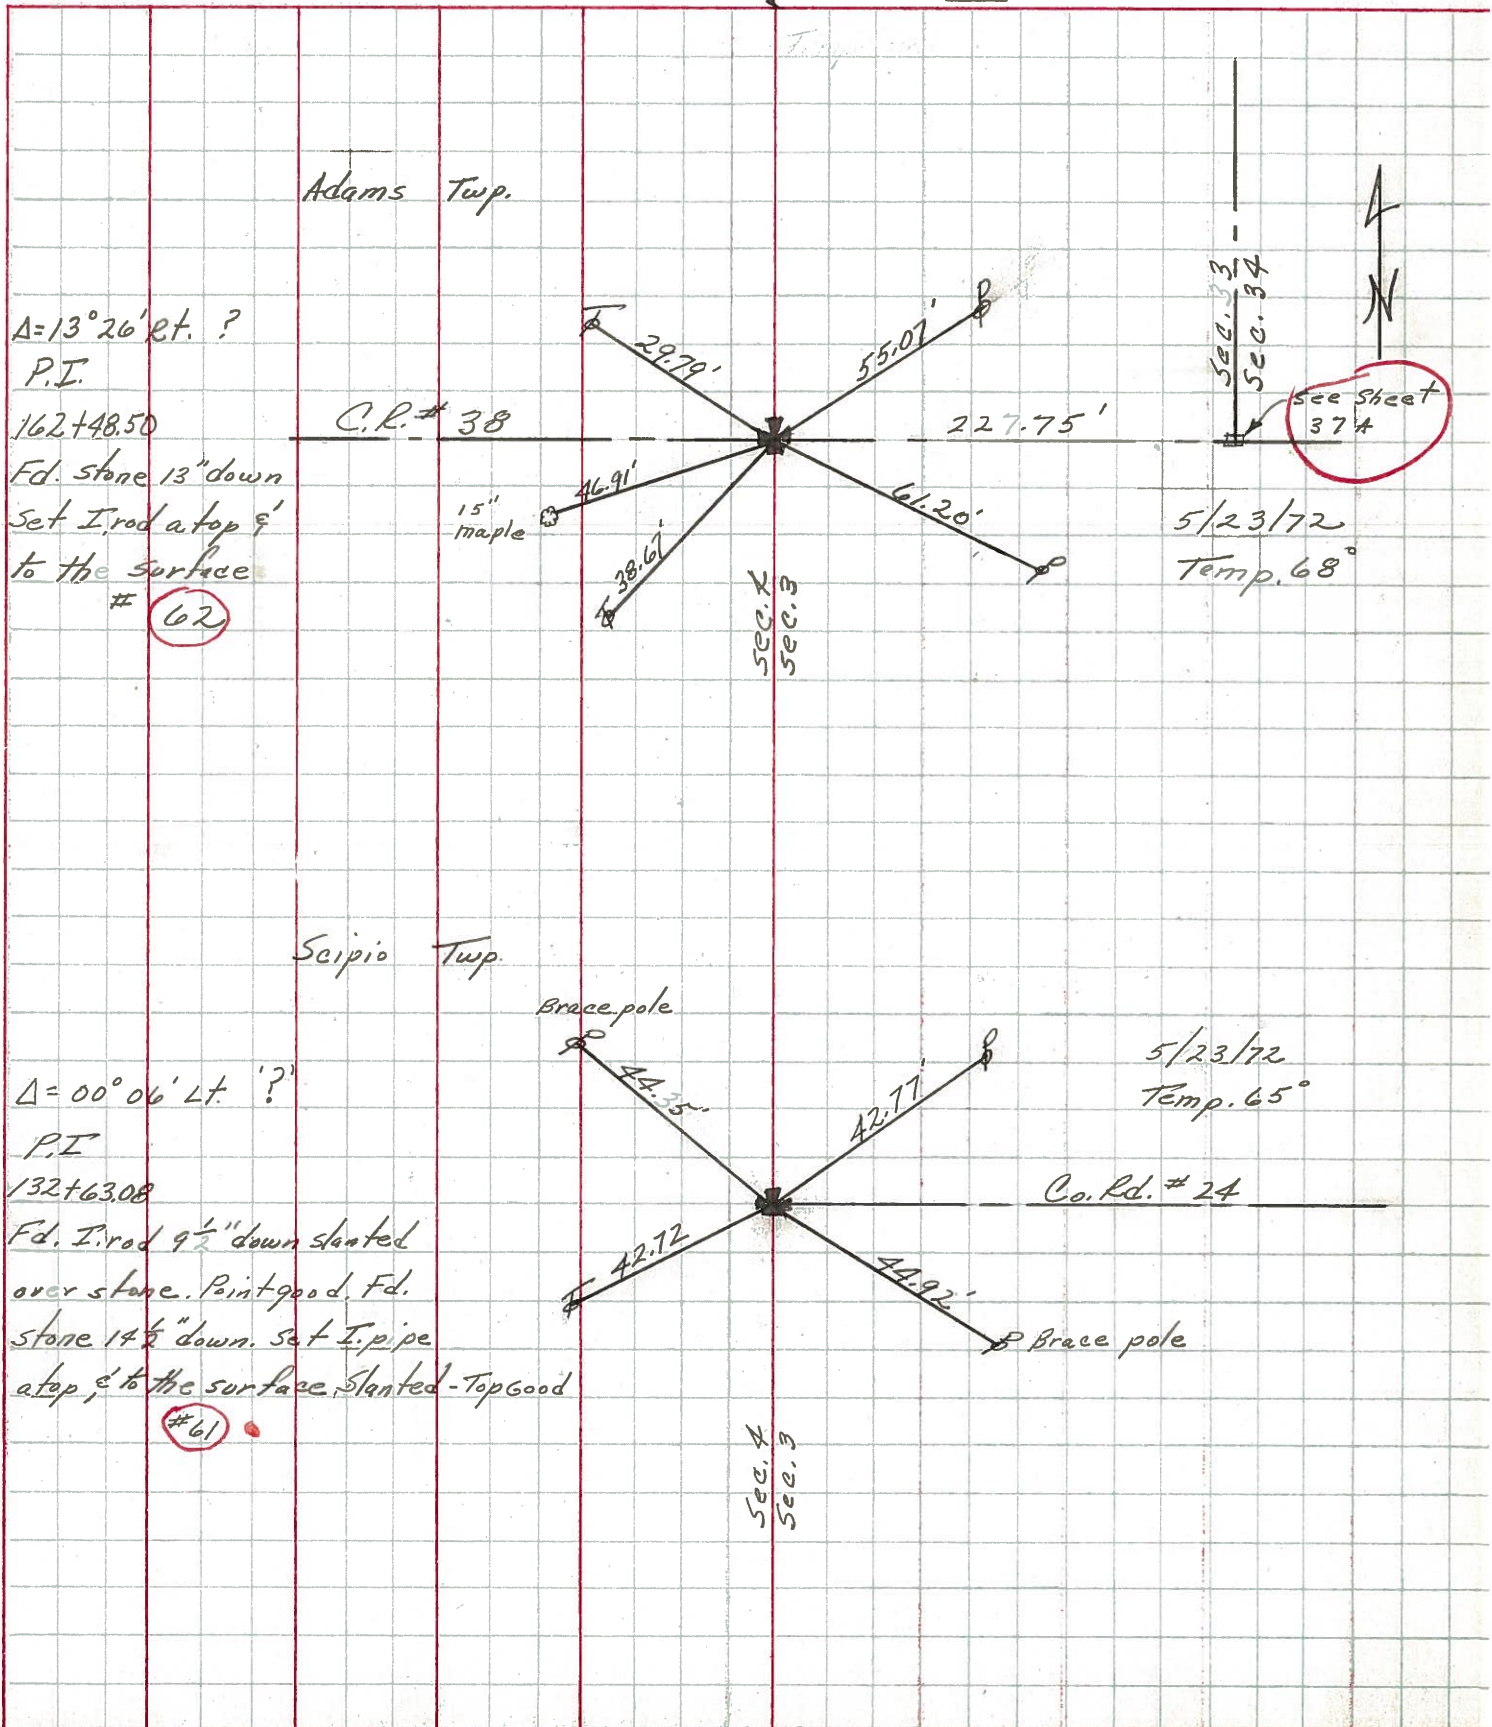 Adams Twp.
Δ=13°26' Rt. ?
P.I.
162+48.50
Fd. stone 13" down
Set I.rod atop &
to the surface
# 62
C.R.# 38
29.79'
55.07'
227.75'
46.91'
15"
maple
38.67'
61.20'
Sec. 4
Sec. 3
Sec. 33
Sec. 34
N
see sheet
37A
5/23/72
Temp. 68°
Scipio Twp.
Brace pole
Δ= 00°06' Lt. ?
P.I
132+63.08
Fd. I.rod 9½" down slanted
over stone. Point good. Fd.
stone 14½" down. Set I.pipe
atop, & to the surface, Slanted - Top Good
#61
44.35'
42.77'
5/23/72
Temp. 65°
Co. Rd. # 24
42.72
44.92'
Brace pole
Sec. 4
Sec. 3